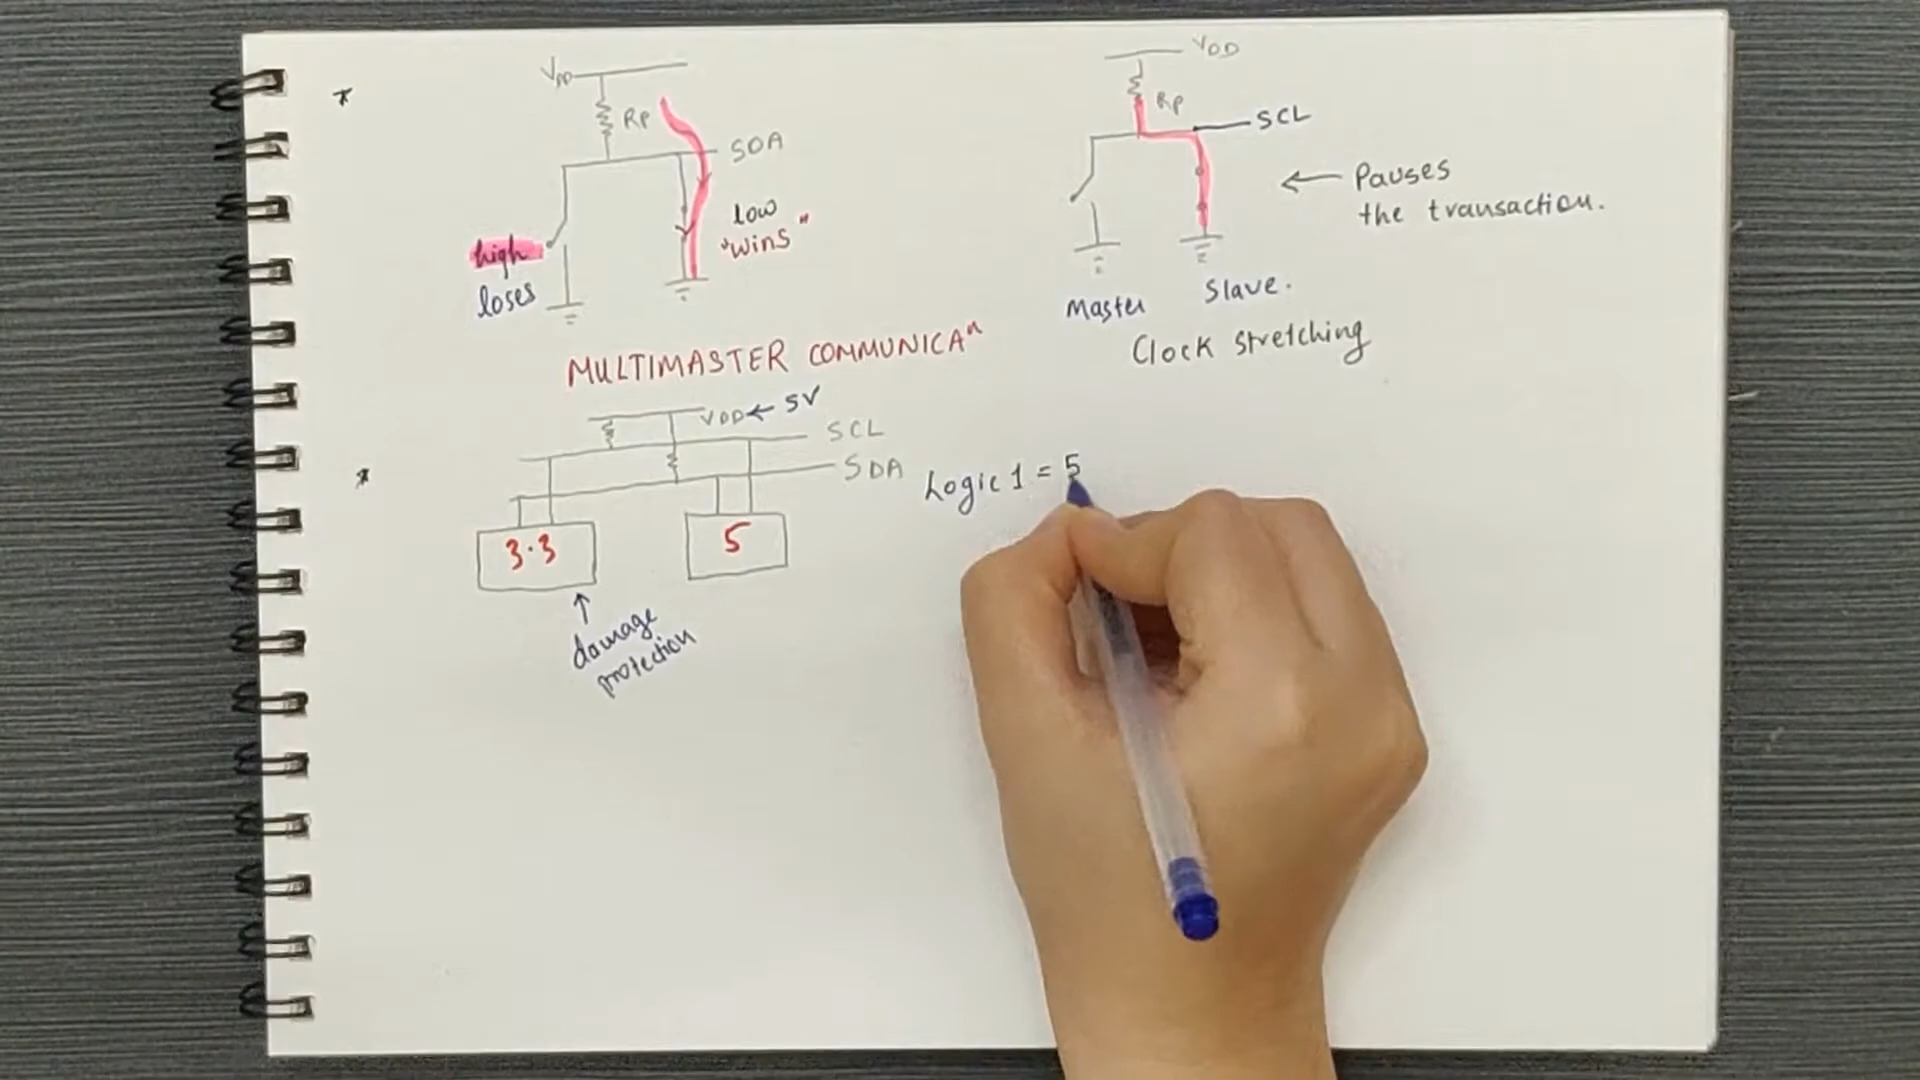 *
VDD
RP
SDA
high
loses
low
"wins"
MULTIMASTER COMMUNICAⁿ
VDD
RP
SCL
← Pauses
the transaction.
Master
Slave.
Clock stretching
*
VDD ← 5V
SCL
SDA
3.3
5
↑
damage
protection
Logic 1 = 5